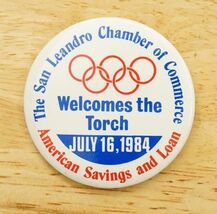 The San Leandro Chamber of Commerce
Welcomes the
Torch
JULY 16, 1984
American Savings and Loan